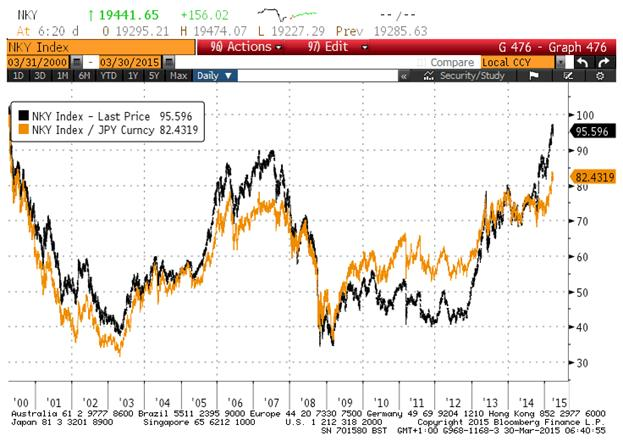 NKY ↑ 19441.65 +156.02 --/--
At 6:20 d O 19295.21 H 19474.07 L 19227.29 Prev 19285.63
NKY Index 96) Actions 97) Edit G 476 - Graph 476
03/31/2000 - 03/30/2015 Compare Local CCY
1D 3D 1M 6M YTD 1Y 5Y Max Daily ▼ « Security/Study
NKY Index - Last Price 95.596
NKY Index / JPY Curncy 82.4319
100
95.596
90
82.4319
80
70
60
50
40
30
'00 '01 '02 '03 '04 '05 '06 '07 '08 '09 '10 '11 '12 '13 '14 '15
Australia 61 2 9777 8600 Brazil 5511 2395 9000 Europe 44 20 7330 7500 Germany 49 69 9204 1210 Hong Kong 852 2977 6000
Japan 81 3 3201 8900 Singapore 65 6212 1000 U.S. 1 212 318 2000 Copyright 2015 Bloomberg Finance L.P.
SN 701580 BST GMT+1:00 G968-1168-3 30-Mar-2015 06:40:55